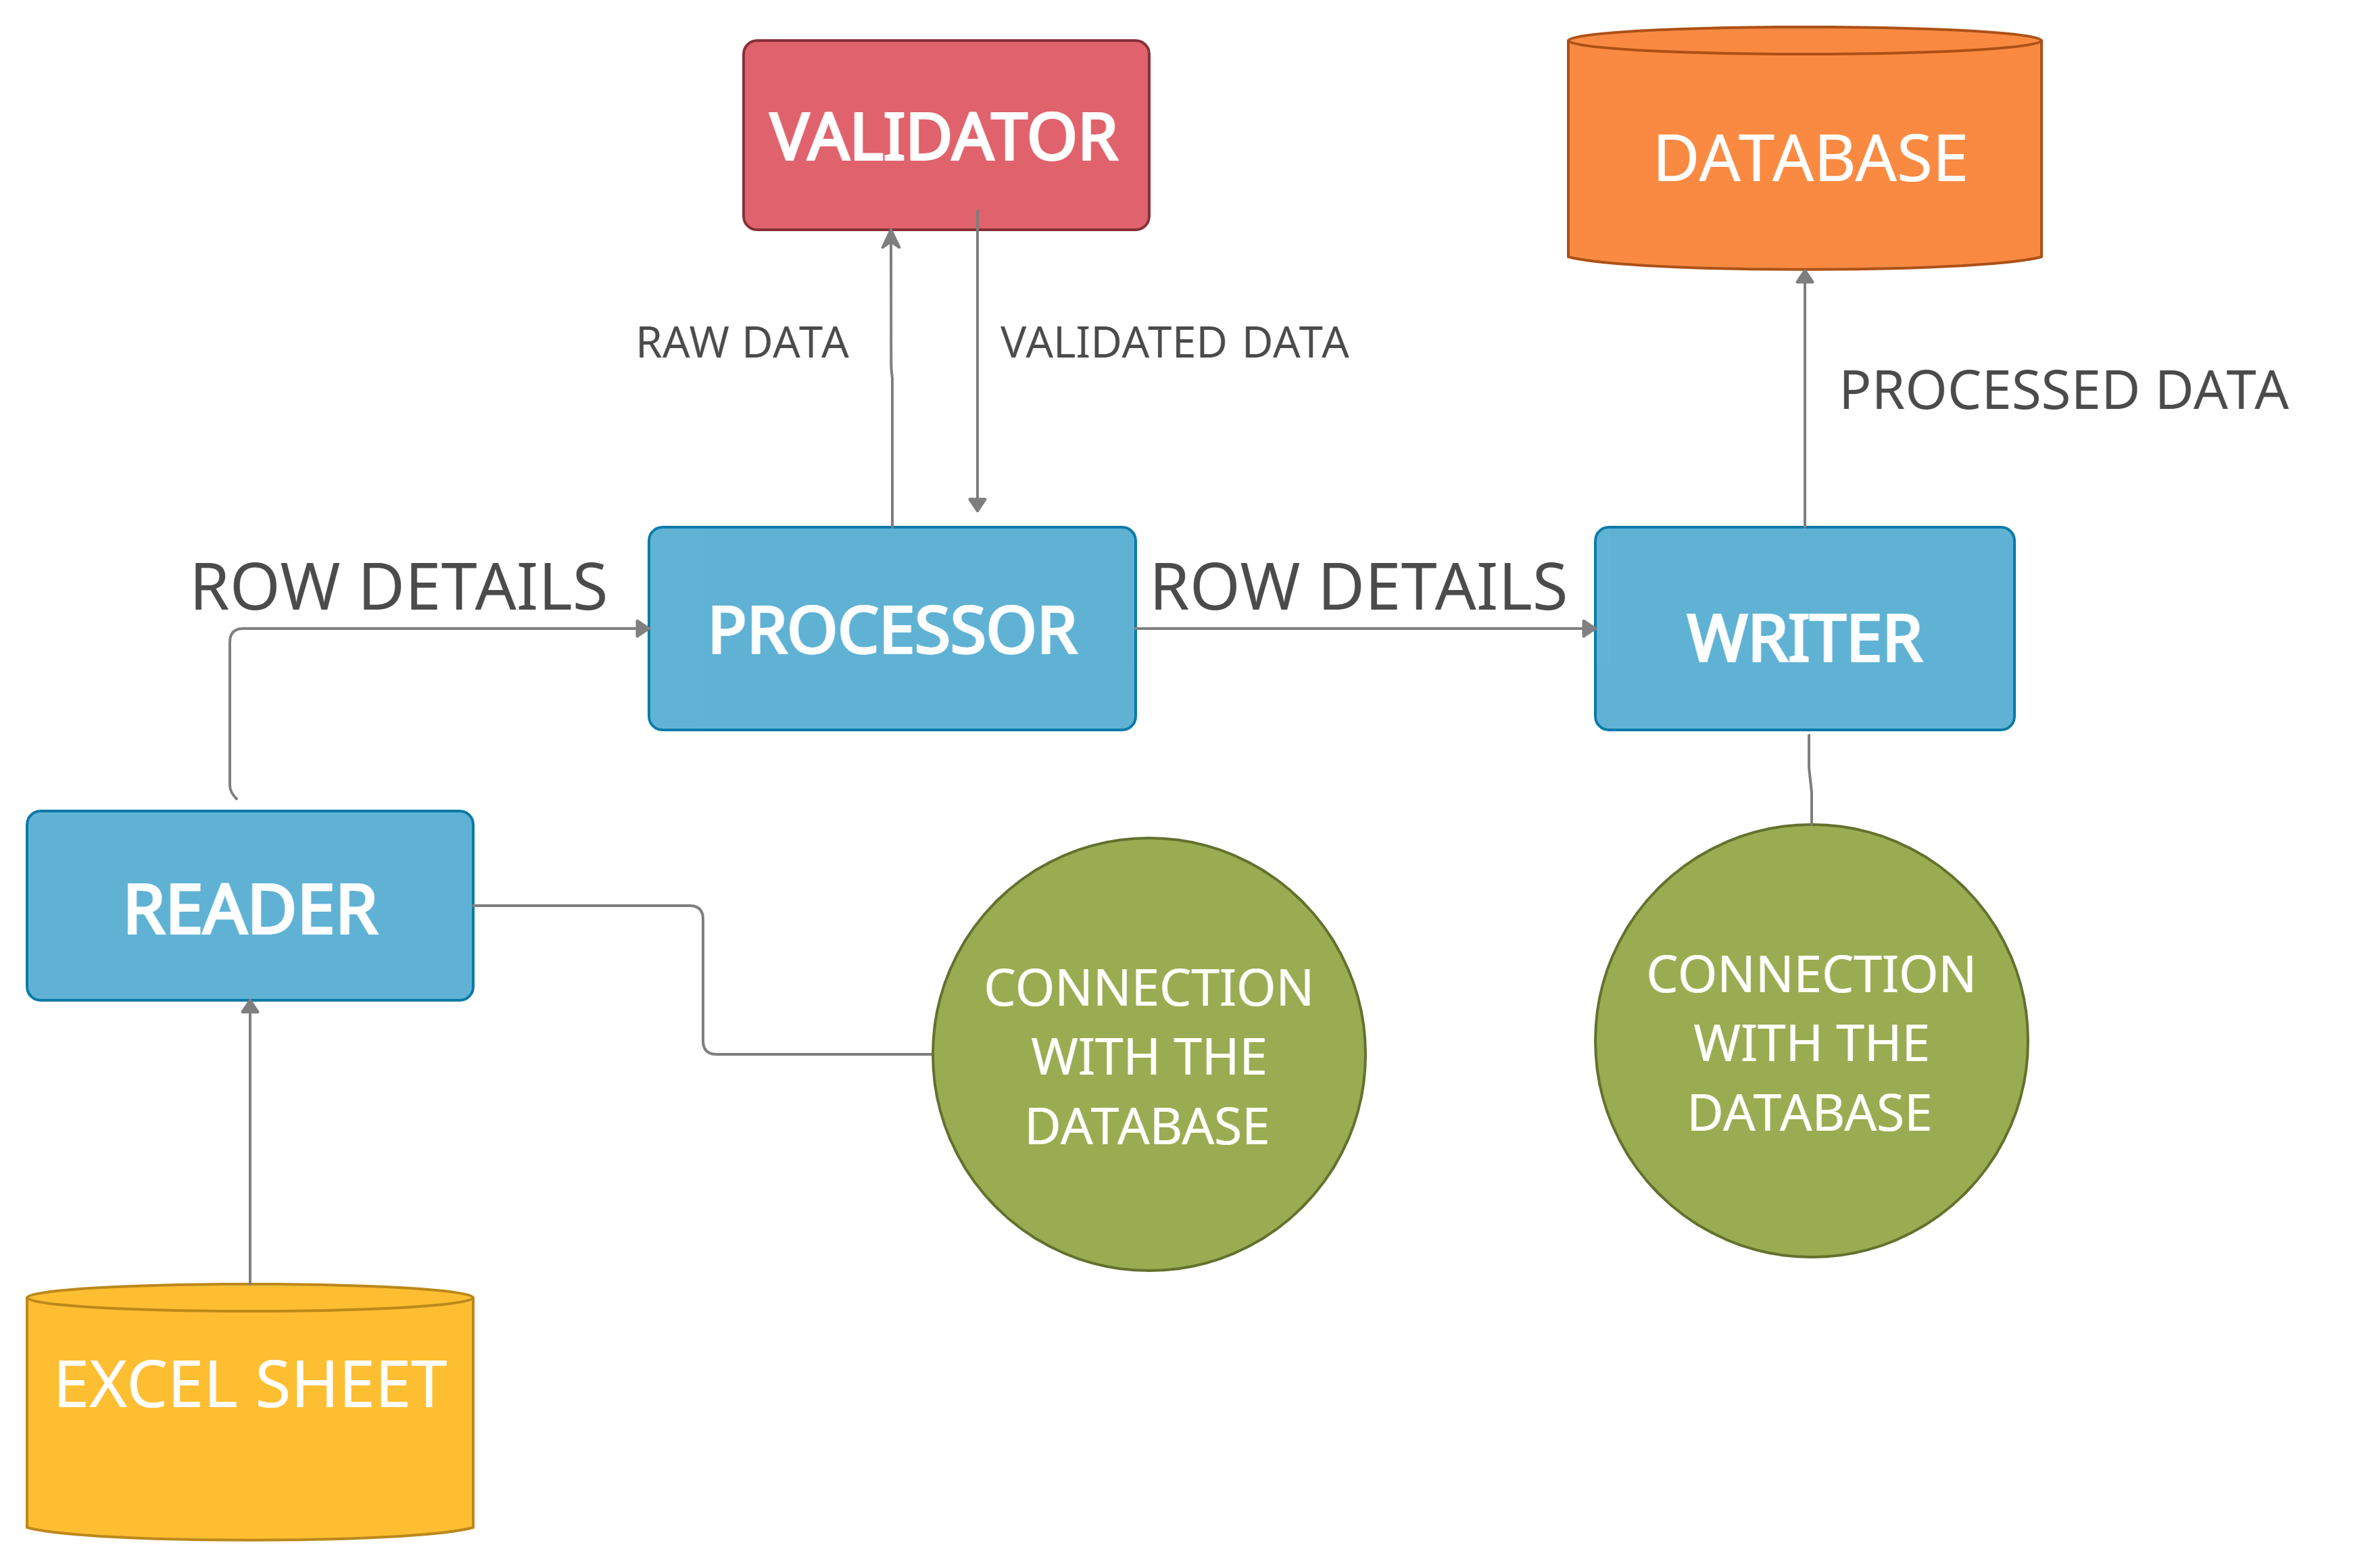 VALIDATOR
DATABASE
RAW DATA
VALIDATED DATA
PROCESSED DATA
ROW DETAILS
PROCESSOR
ROW DETAILS
WRITER
READER
CONNECTION
WITH THE
DATABASE
CONNECTION
WITH THE
DATABASE
EXCEL SHEET